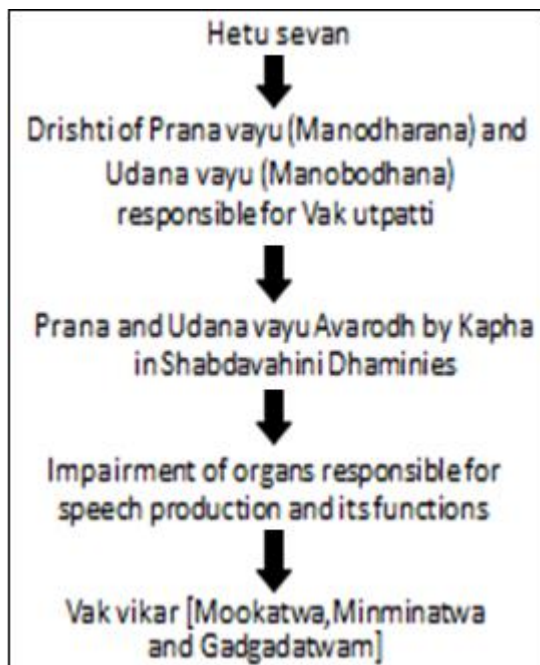 Hetu sevan
Drishti of Prana vayu (Manodharana) and
Udana vayu (Manobodhana)
responsible for Vak utpatti
Prana and Udana vayu Avarodh by Kapha
in Shabdavahini Dhaminies
Impairment of organs responsible for
speech production and its functions
Vak vikar [Mookatwa,Minminatwa
and Gadgadatwam]